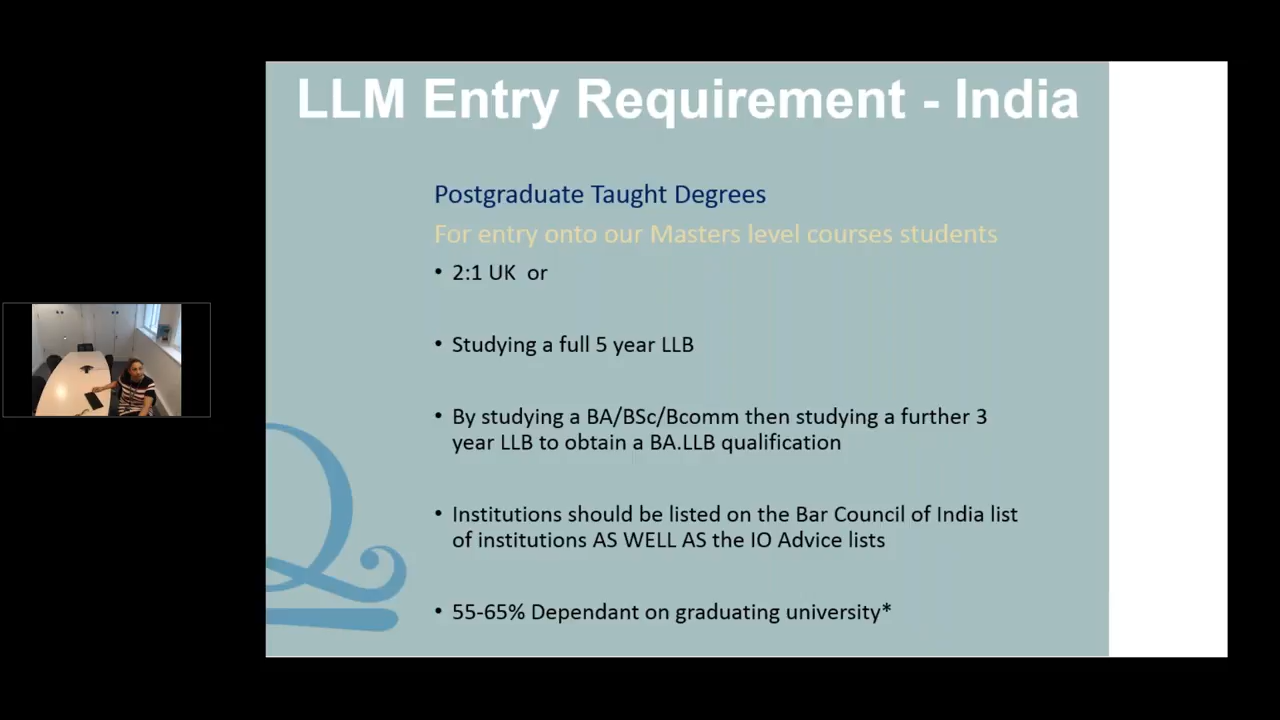 LLM Entry Requirement - India
Postgraduate Taught Degrees
For entry onto our Masters level courses students
• 2:1 UK  or
• Studying a full 5 year LLB
• By studying a BA/BSc/Bcomm then studying a further 3
year LLB to obtain a BA.LLB qualification
• Institutions should be listed on the Bar Council of India list
of institutions AS WELL AS the IO Advice lists
• 55-65% Dependant on graduating university*